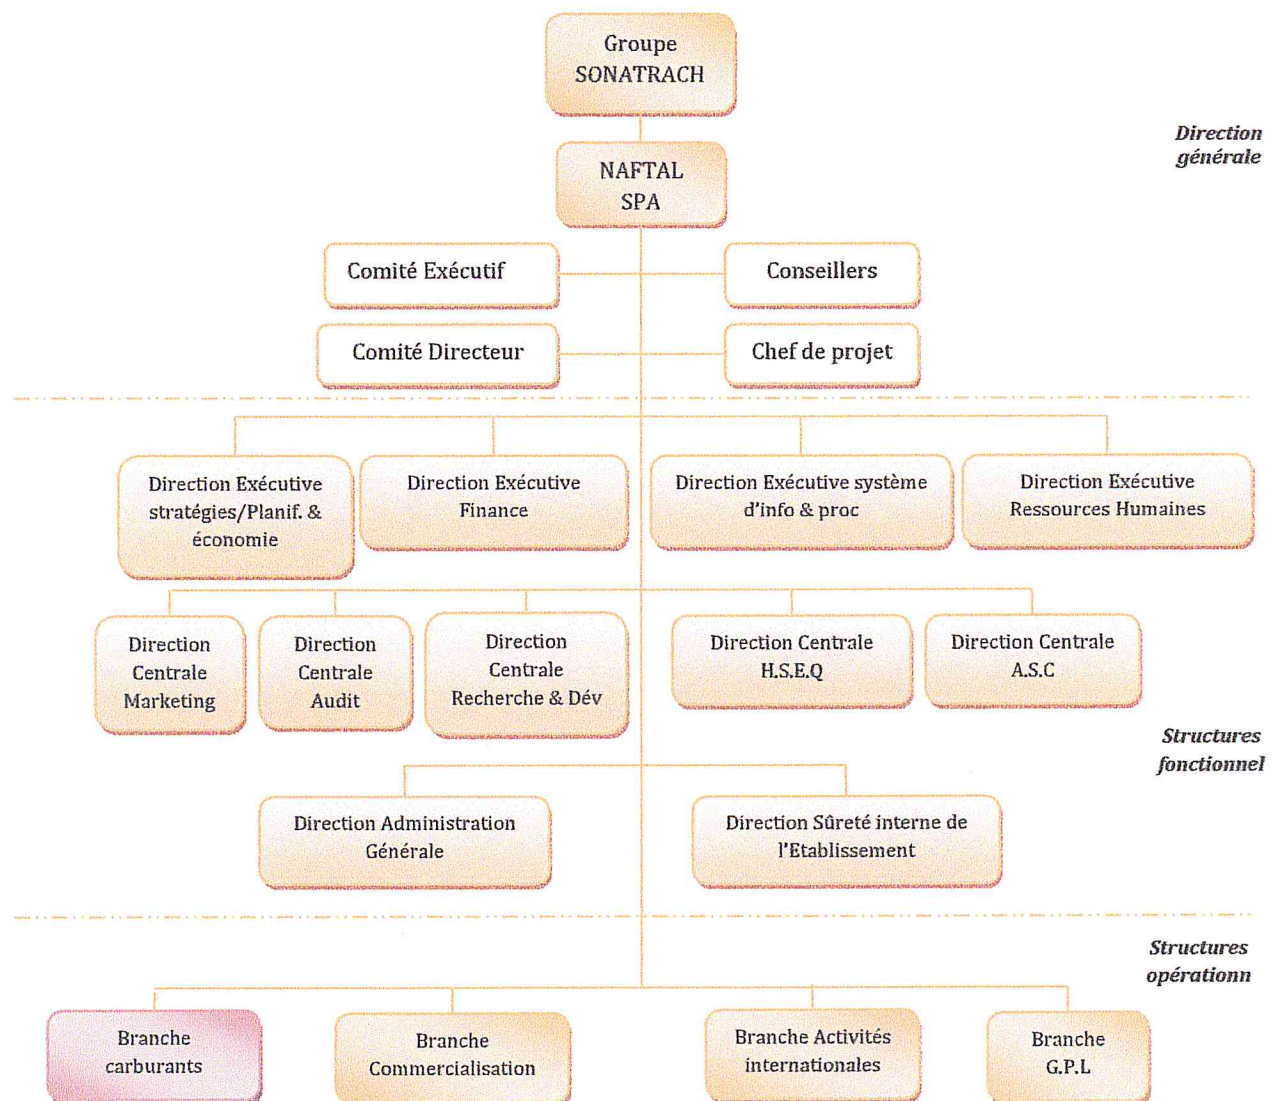 Groupe
SONATRACH
Direction
générale
NAFTAL
SPA
Comité Exécutif
Conseillers
Comité Directeur
Chef de projet
Direction Exécutive
stratégies/Planif. &
économie
Direction Exécutive
Finance
Direction Exécutive système
d'info & proc
Direction Exécutive
Ressources Humaines
Direction
Centrale
Marketing
Direction
Centrale
Audit
Direction
Centrale
Recherche & Dév
Direction Centrale
H.S.E.Q
Direction Centrale
A.S.C
Structures
fonctionnel
Direction Administration
Générale
Direction Sûreté interne de
l'Etablissement
Structures
opérationn
Branche
carburants
Branche
Commercialisation
Branche Activités
internationales
Branche
G.P.L